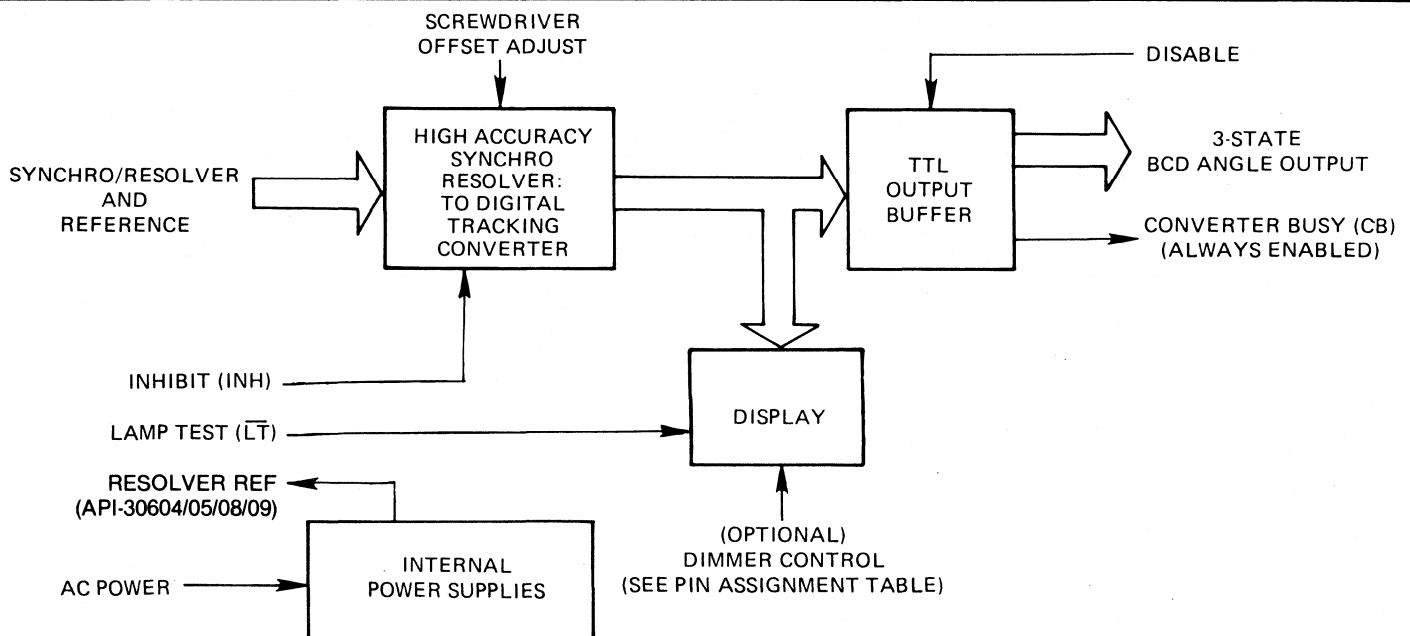 SCREWDRIVER
OFFSET ADJUST
DISABLE
HIGH ACCURACY
SYNCHRO
RESOLVER:
TO DIGITAL
TRACKING
CONVERTER
SYNCHRO/RESOLVER
AND
REFERENCE
TTL
OUTPUT
BUFFER
3-STATE
BCD ANGLE OUTPUT
CONVERTER BUSY (CB)
(ALWAYS ENABLED)
INHIBIT (INH)
LAMP TEST (L̅T̅)
DISPLAY
RESOLVER REF
(API-30604/05/08/09)
(OPTIONAL)
DIMMER CONTROL
(SEE PIN ASSIGNMENT TABLE)
AC POWER
INTERNAL
POWER SUPPLIES